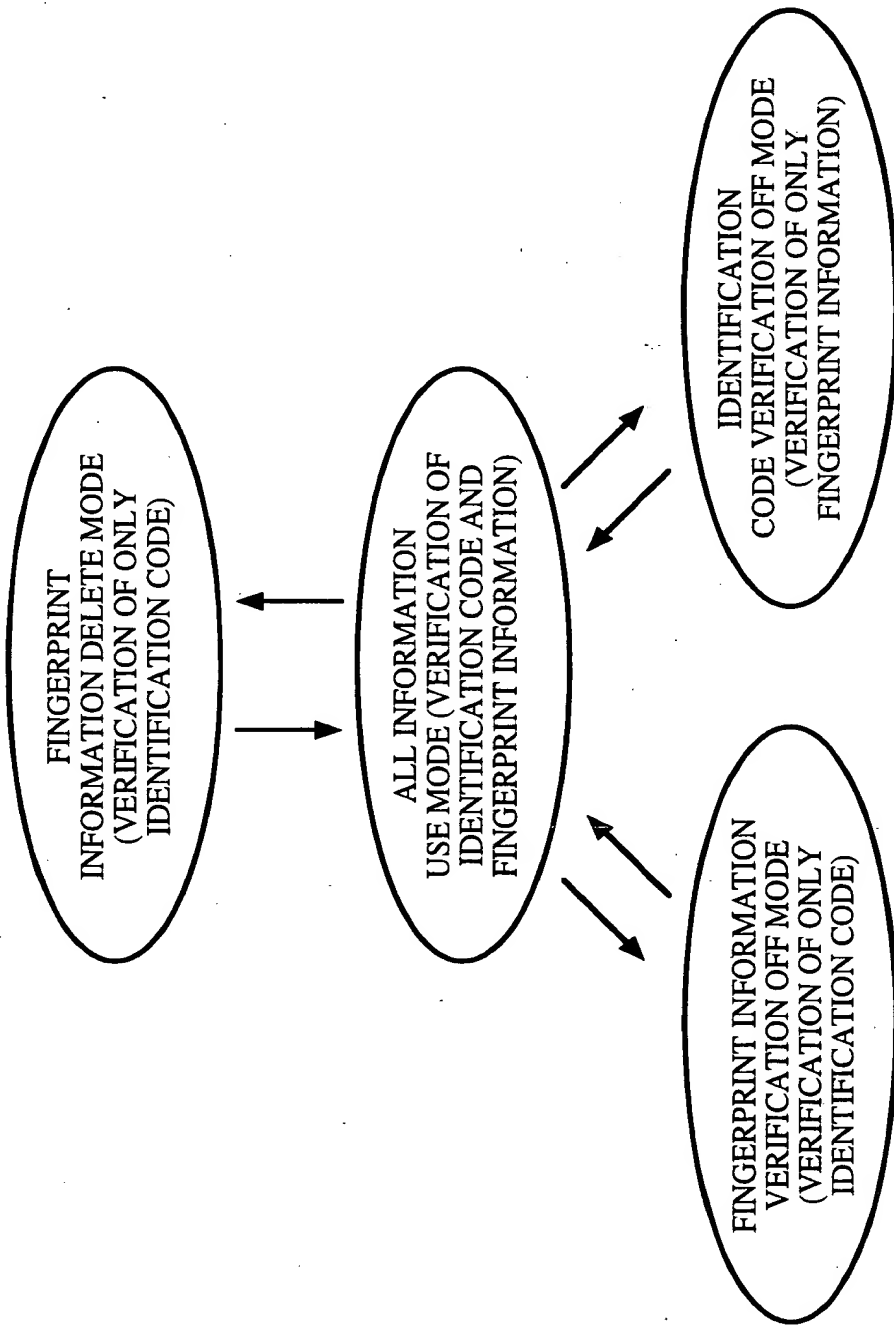 FINGERPRINT
INFORMATION DELETE MODE
(VERIFICATION OF ONLY
IDENTIFICATION CODE)
ALL INFORMATION
USE MODE (VERIFICATION OF
IDENTIFICATION CODE AND
FINGERPRINT INFORMATION)
FINGERPRINT INFORMATION
VERIFICATION OFF MODE
(VERIFICATION OF ONLY
IDENTIFICATION CODE)
IDENTIFICATION
CODE VERIFICATION OFF MODE
(VERIFICATION OF ONLY
FINGERPRINT INFORMATION)